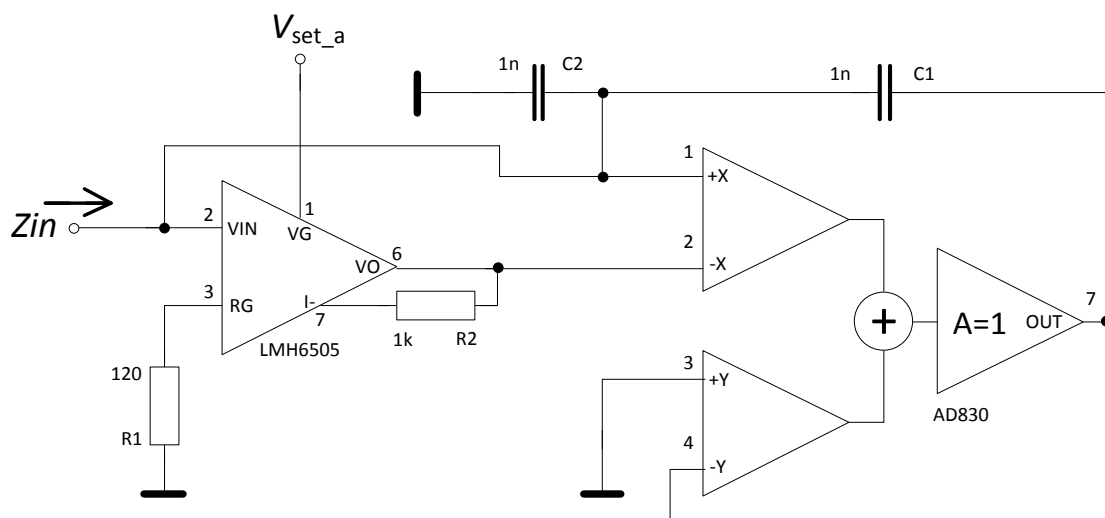 Vset_a
1n
C2
1n
C1
1
+X
Zin
2
VIN
1
VG
VO
6
2
-X
3
RG
I-
7
1k
R2
LMH6505
+
A=1
OUT
7
AD830
120
R1
3
+Y
4
-Y